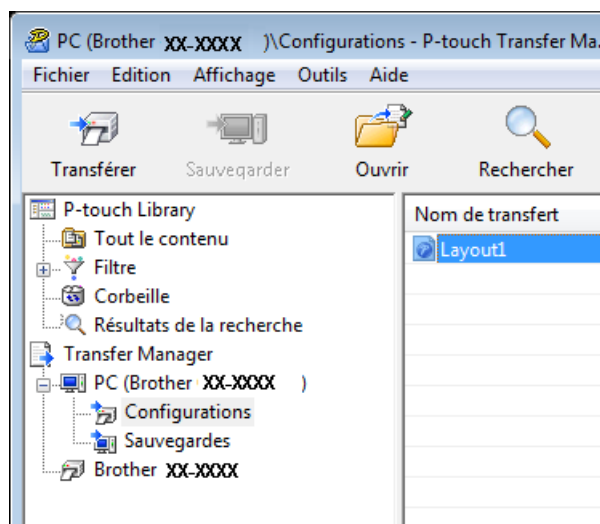 PC (Brother XX-XXXX )\Configurations - P-touch Transfer Ma.
Fichier Edition Affichage Outils Aide
Transférer Sauvegarder Ouvrir Rechercher
P-touch Library
Tout le contenu
Filtre
Corbeille
Résultats de la recherche
Transfer Manager
PC (Brother XX-XXXX )
Configurations
Sauvegardes
Brother XX-XXXX
Nom de transfert
Layout1